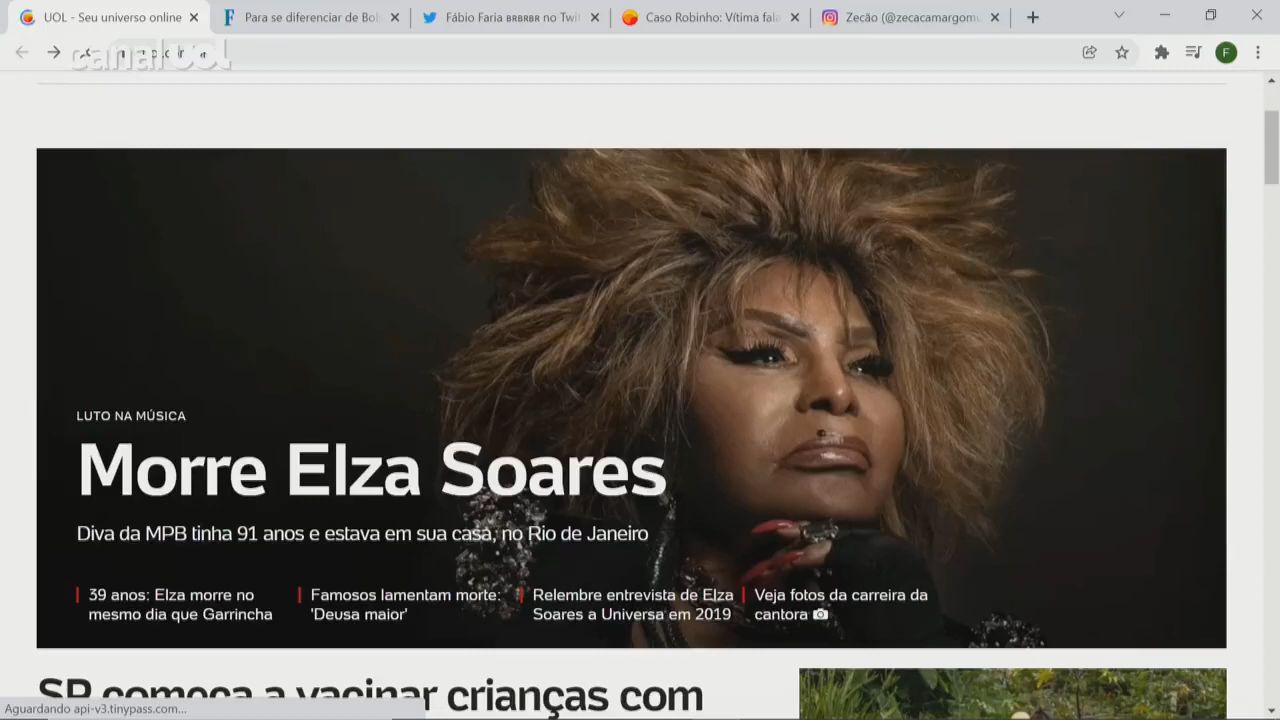 UOL - Seu universo online
Para se diferenciar de Bol
Fábio Faria ʙʀʙʀʙʀ no Twi
Caso Robinho: Vítima fal
Zecão (@zecacamargom
canal uol
F
LUTO NA MÚSICA
Morre Elza Soares
Diva da MPB tinha 91 anos e estava em sua casa, no Rio de Janeiro
39 anos: Elza morre no
mesmo dia que Garrincha
Famosos lamentam morte:
'Deusa maior'
Relembre entrevista de Elza
Soares a Universa em 2019
Veja fotos da carreira da
cantora
SP começa a vacinar crianças com
Aguardando api-v3.tinypass.com...